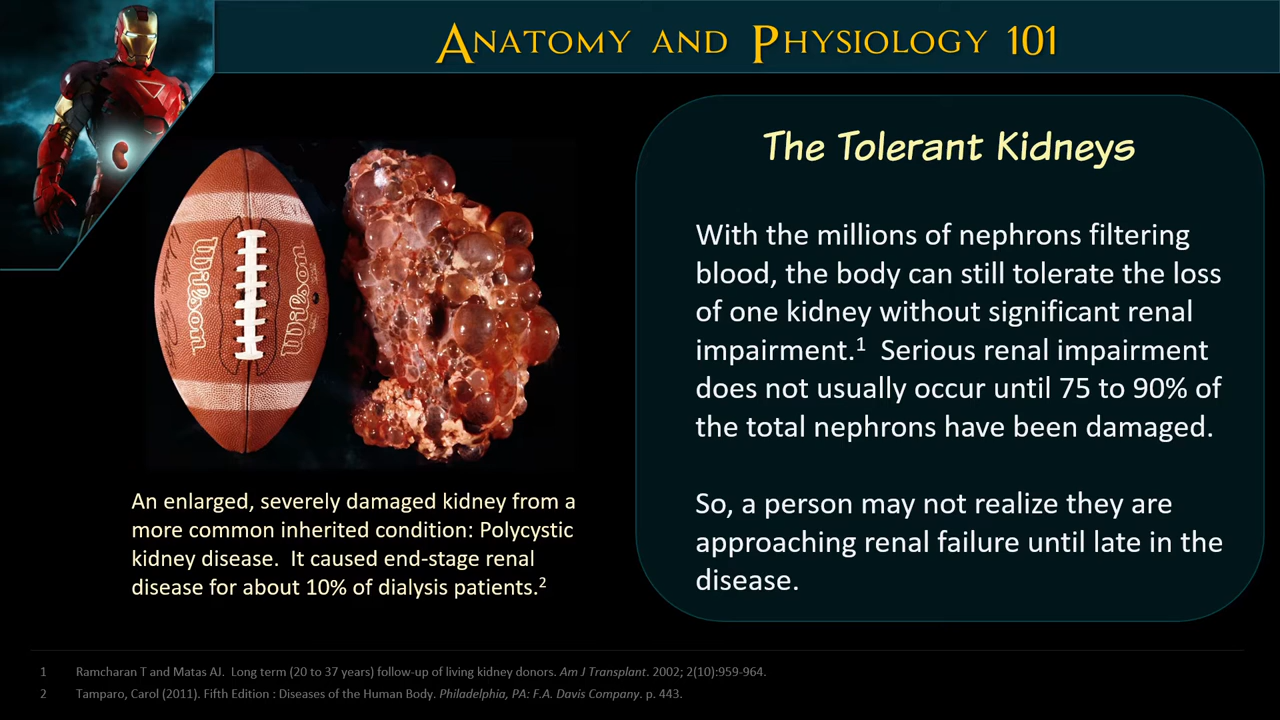 Anatomy and Physiology 101
Wilson
Wilson
The Tolerant Kidneys
With the millions of nephrons filtering
blood, the body can still tolerate the loss
of one kidney without significant renal
impairment.1 Serious renal impairment
does not usually occur until 75 to 90% of
the total nephrons have been damaged.
So, a person may not realize they are
approaching renal failure until late in the
disease.
An enlarged, severely damaged kidney from a
more common inherited condition: Polycystic
kidney disease. It caused end-stage renal
disease for about 10% of dialysis patients.2
1 Ramcharan T and Matas AJ. Long term (20 to 37 years) follow-up of living kidney donors. Am J Transplant. 2002; 2(10):959-964.
2 Tamparo, Carol (2011). Fifth Edition : Diseases of the Human Body. Philadelphia, PA: F.A. Davis Company. p. 443.